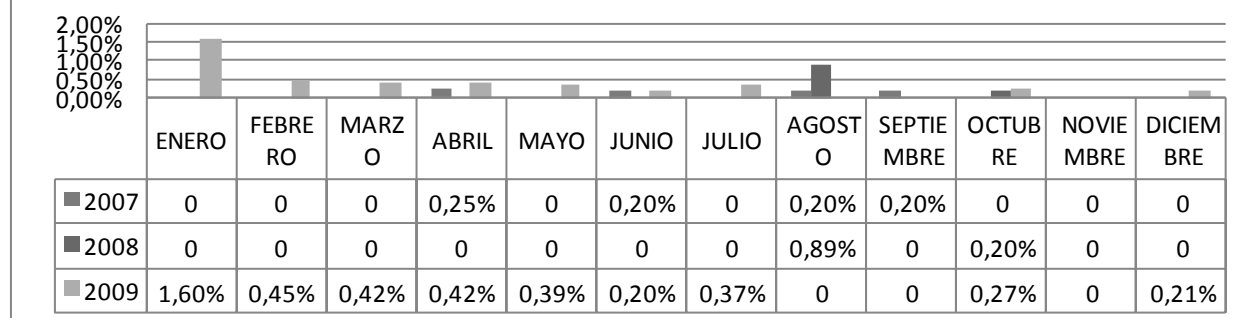 2,00%
1,50%
1,00%
0,50%
0,00%
ENERO FEBRE MARZ ABRIL MAYO JUNIO JULIO AGOST SEPTIE OCTUB NOVIE DICIEM
RO O O MBRE RE MBRE BRE
2007 0 0 0 0,25% 0 0,20% 0 0,20% 0,20% 0 0 0
2008 0 0 0 0 0 0 0 0,89% 0 0,20% 0 0
2009 1,60% 0,45% 0,42% 0,42% 0,39% 0,20% 0,37% 0 0 0,27% 0 0,21%